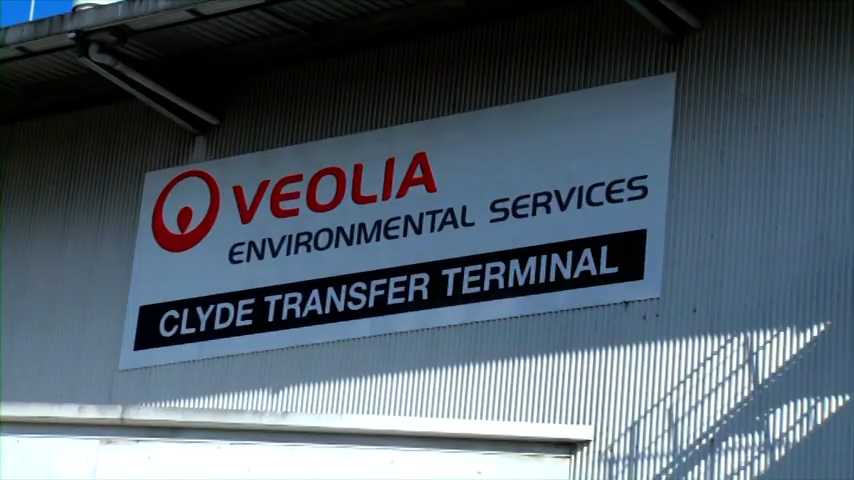 VEOLIA
ENVIRONMENTAL SERVICES
CLYDE TRANSFER TERMINAL